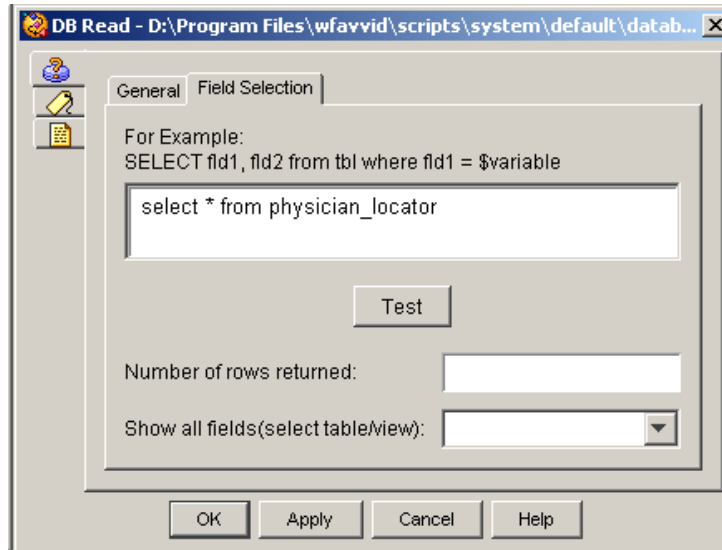 DB Read - D:\Program Files\wfavvid\scripts\system\default\datab...
General Field Selection
For Example:
SELECT fld1, fld2 from tbl where fld1 = $variable
select * from physician_locator
Test
Number of rows returned:
Show all fields(select table/view):
OK Apply Cancel Help